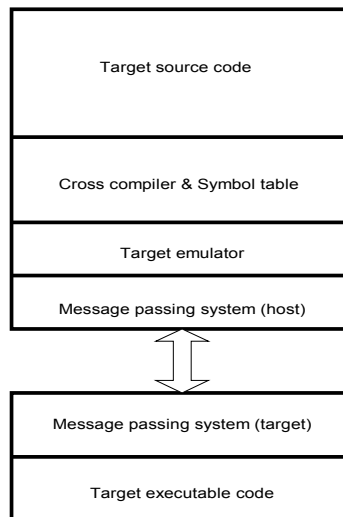 Target source code
Cross compiler & Symbol table
Target emulator
Message passing system (host)
Message passing system (target)
Target executable code